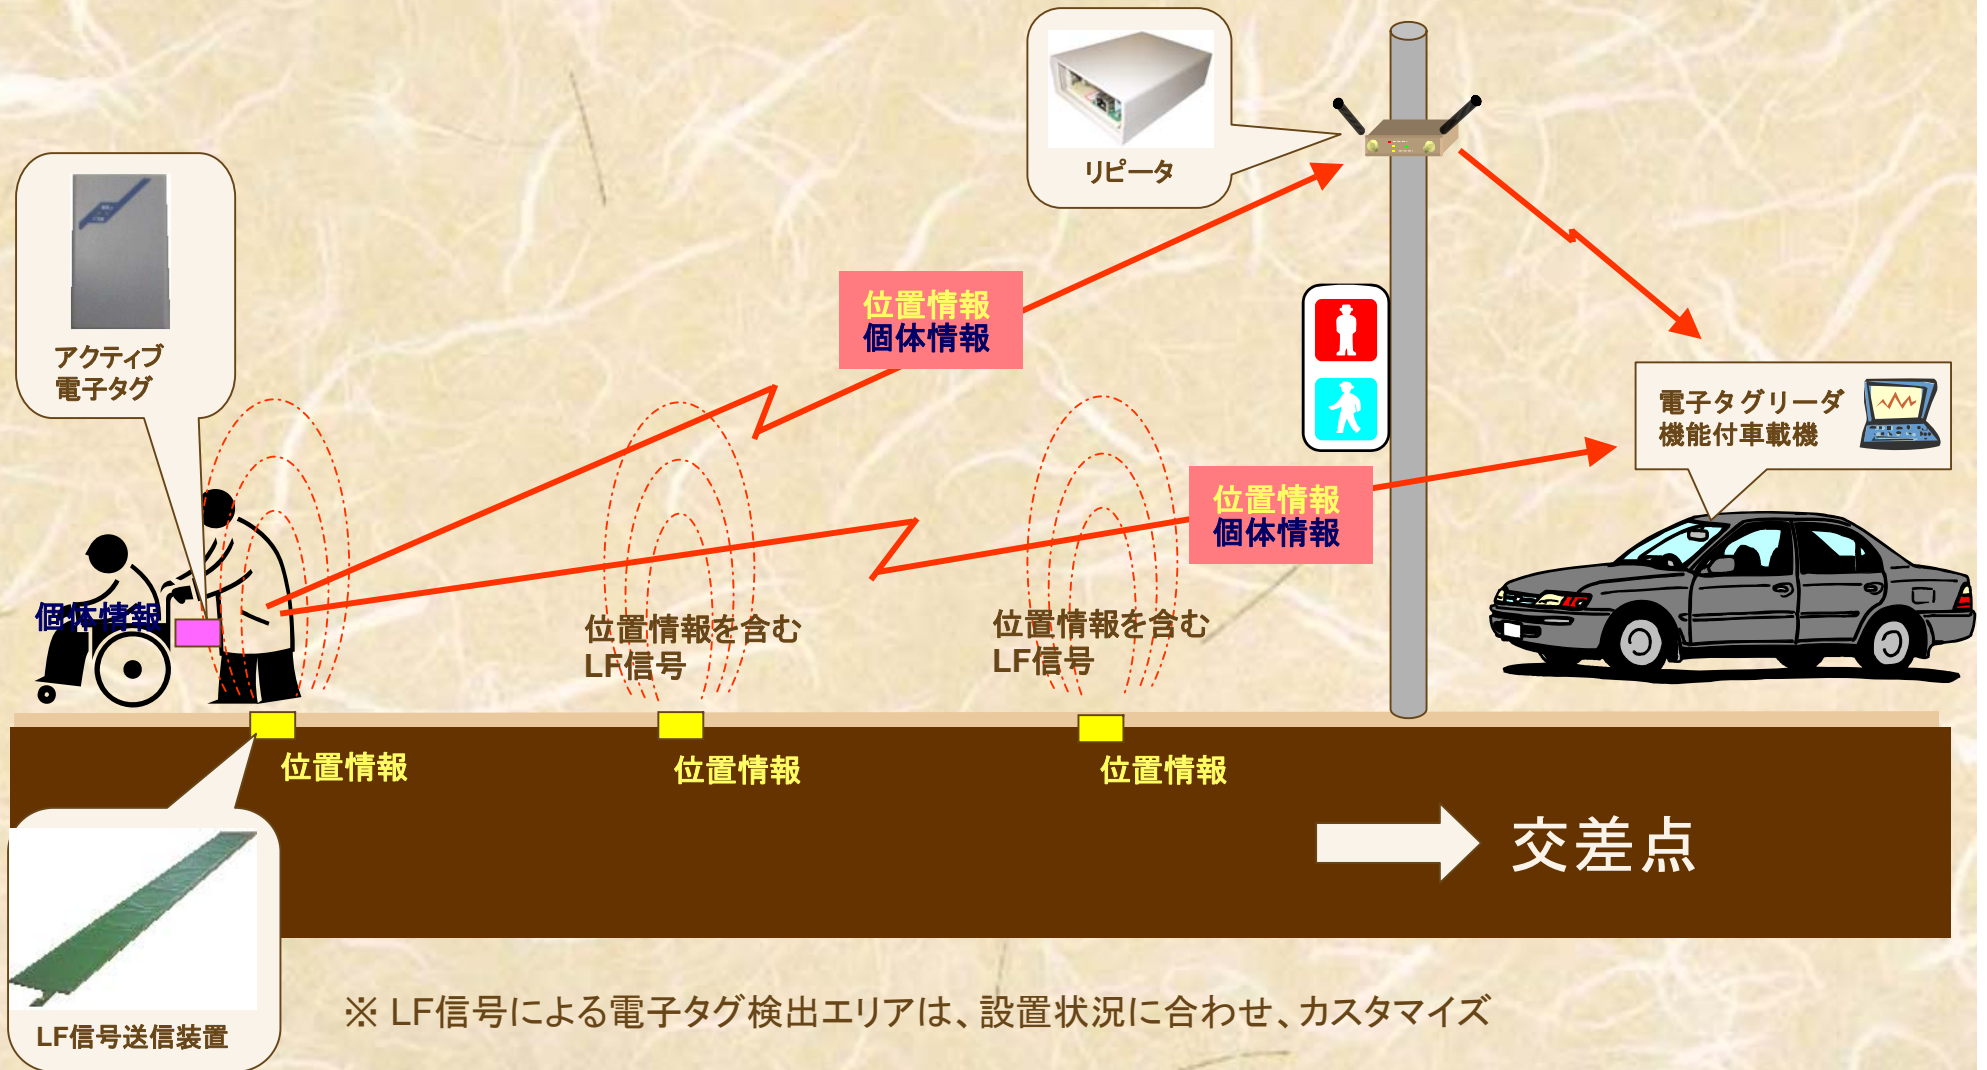 リピータ
アクティブ
電子タグ
位置情報
個体情報
電子タグリーダ
機能付車載機
位置情報
個体情報
個体情報
位置情報を含む
LF信号
位置情報を含む
LF信号
位置情報
位置情報
位置情報
交差点
LF信号送信装置
※ LF信号による電子タグ検出エリアは、設置状況に合わせ、カスタマイズ